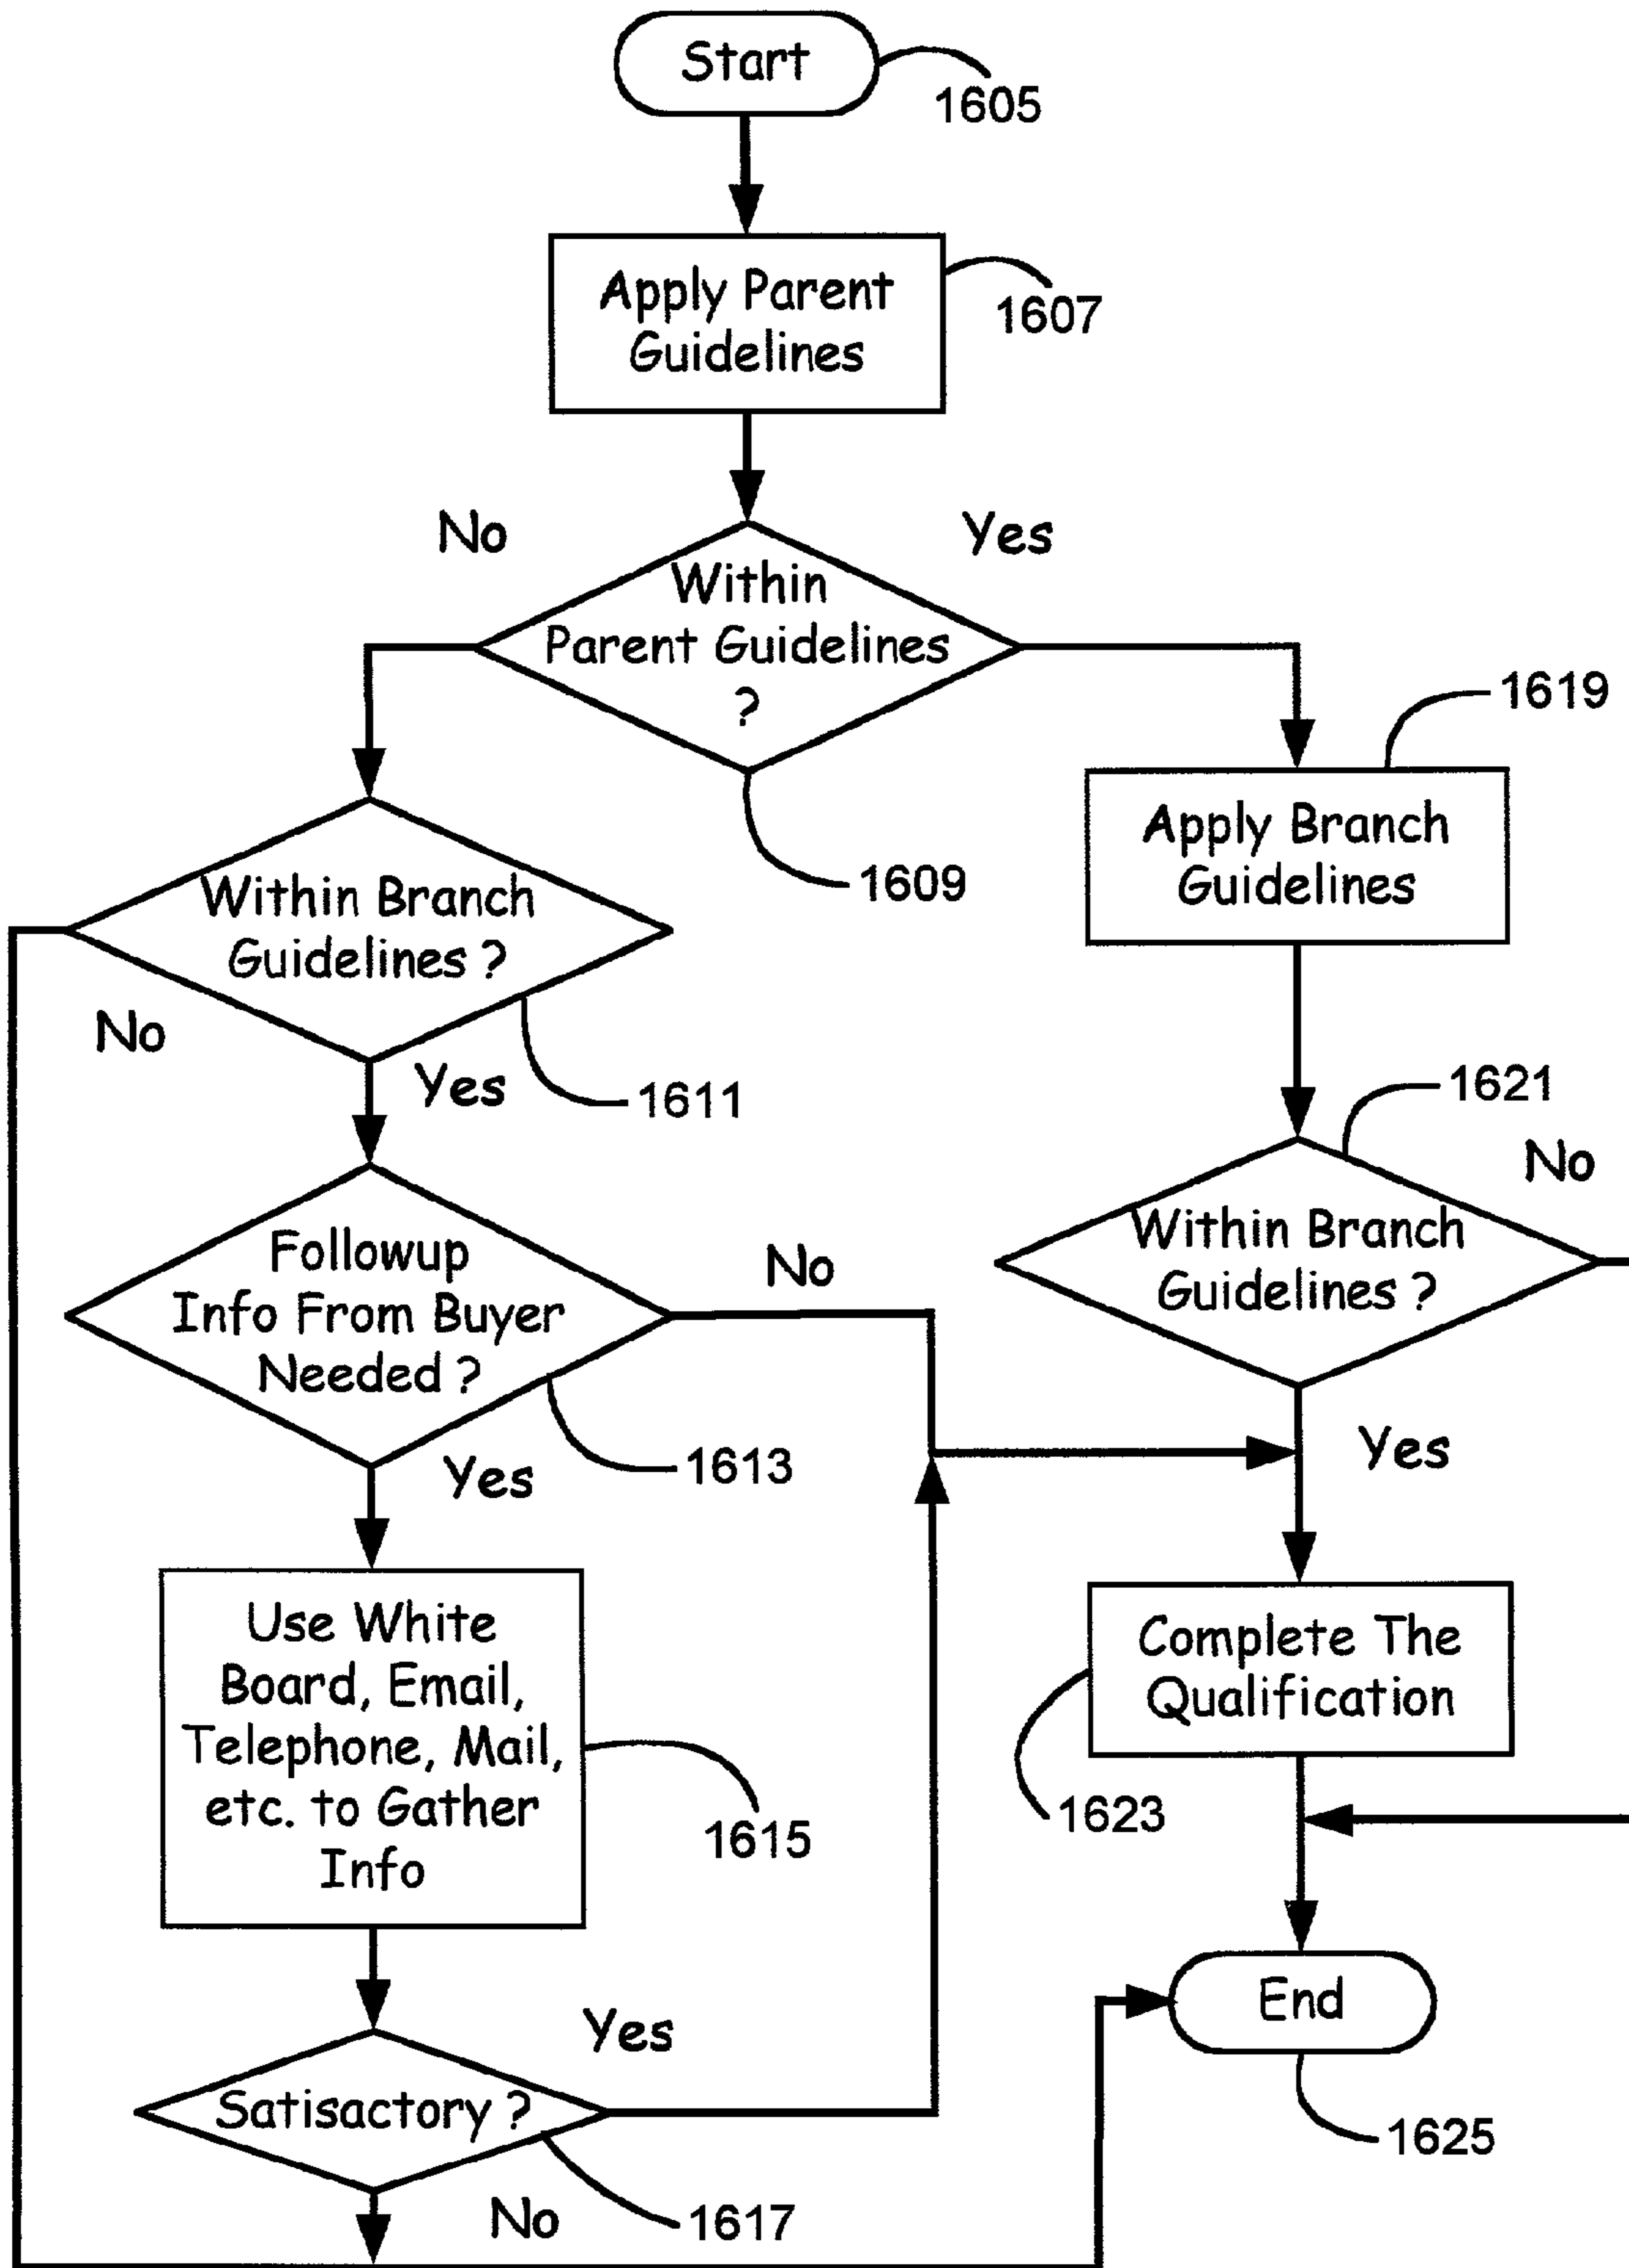 Start
1605
Apply Parent
Guidelines
1607
No
Yes
Within
Parent Guidelines
?
1609
1619
Apply Branch
Guidelines
Within Branch
Guidelines ?
No
Yes
1611
1621
No
Within Branch
Guidelines ?
Followup
Info From Buyer
Needed ?
No
Yes
1613
Yes
Use White
Board, Email,
Telephone, Mail,
etc. to Gather
Info
1615
Complete The
Qualification
1623
End
1625
Yes
Satisactory ?
No
1617